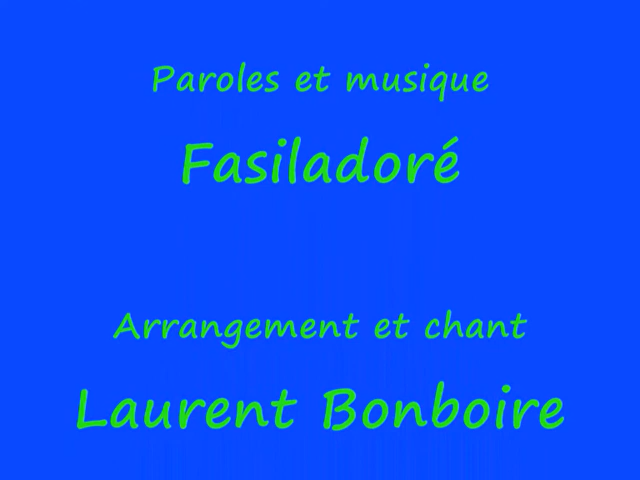 Paroles et musique
Fasiladoré
Arrangement et chant
Laurent Bonboire